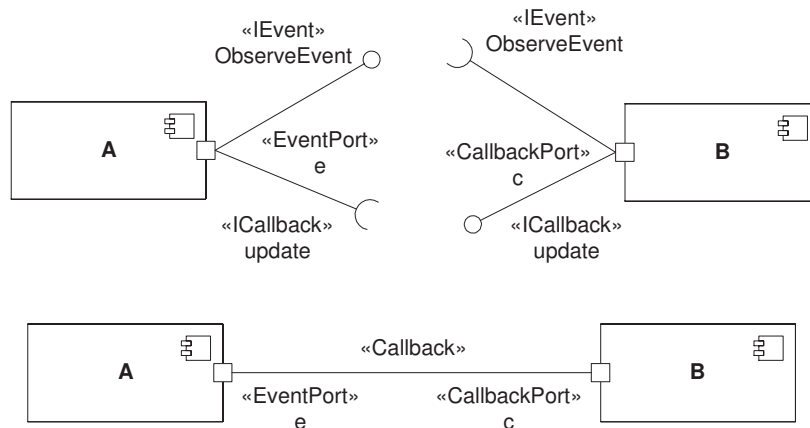 «IEvent»
ObserveEvent
«IEvent»
ObserveEvent
A
«EventPort»
e
«CallbackPort»
c
B
«ICallback»
update
«ICallback»
update
A
«Callback»
B
«EventPort»
e
«CallbackPort»
c